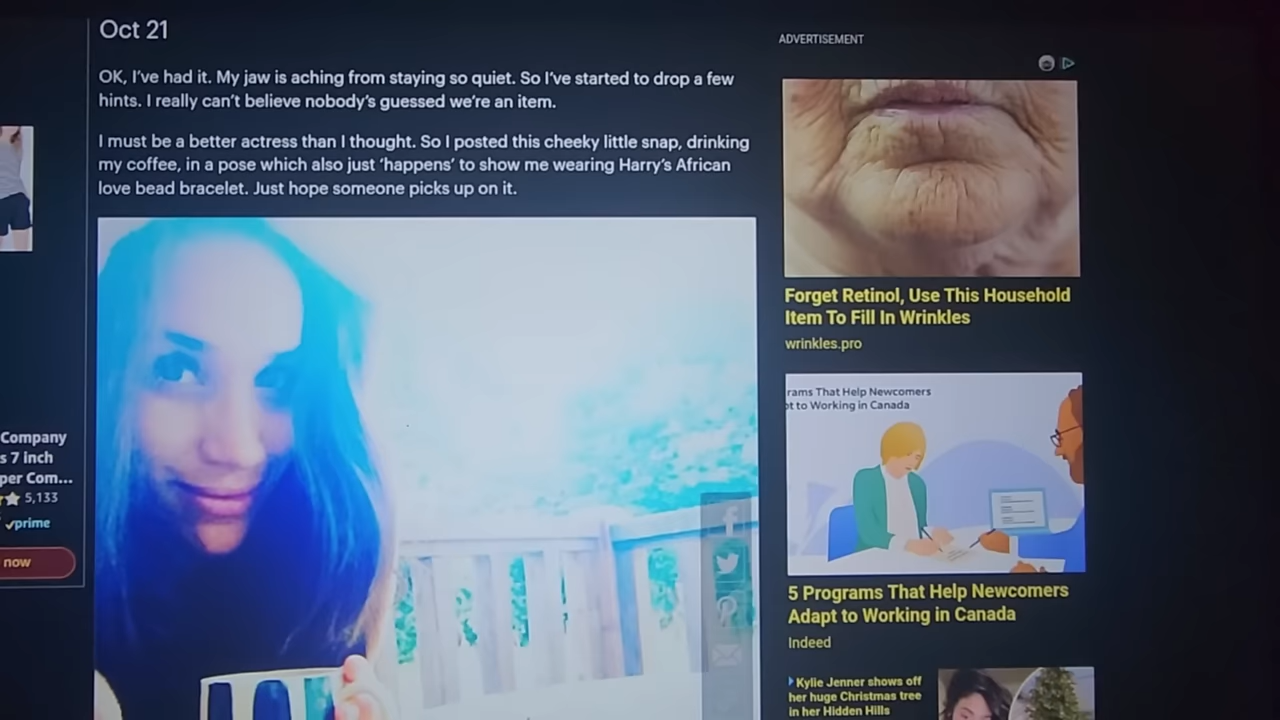 Oct 21
OK, I've had it. My jaw is aching from staying so quiet. So I've started to drop a few
hints. I really can't believe nobody's guessed we're an item.
I must be a better actress than I thought. So I posted this cheeky little snap, drinking
my coffee, in a pose which also just 'happens' to show me wearing Harry's African
love bead bracelet. Just hope someone picks up on it.
Company
s 7 inch
per Com...
5,133
prime
now
ADVERTISEMENT
Forget Retinol, Use This Household
Item To Fill In Wrinkles
wrinkles.pro
rams That Help Newcomers
pt to Working in Canada
5 Programs That Help Newcomers
Adapt to Working in Canada
Indeed
Kylie Jenner shows off
her huge Christmas tree
in her Hidden Hills